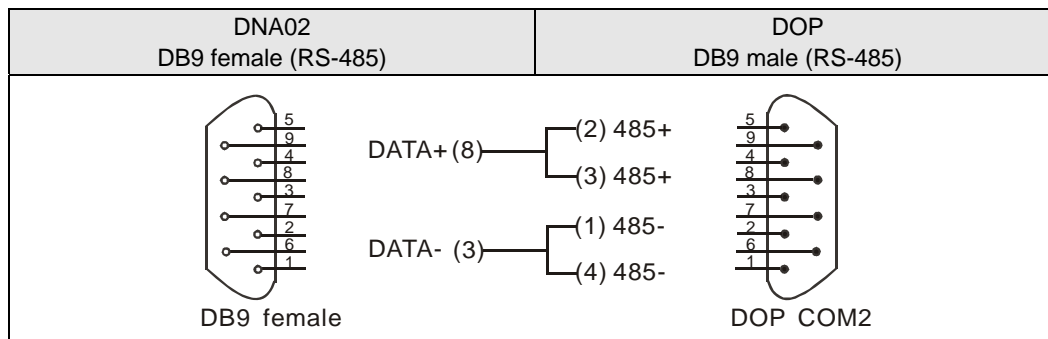 DNA02
DB9 female (RS-485)
DOP
DB9 male (RS-485)
5
9
4
8
3
7
2
6
1
DB9 female
DATA+(8)
(2) 485+
(3) 485+
DATA- (3)
(1) 485-
(4) 485-
5
9
4
8
3
7
2
6
1
DOP COM2